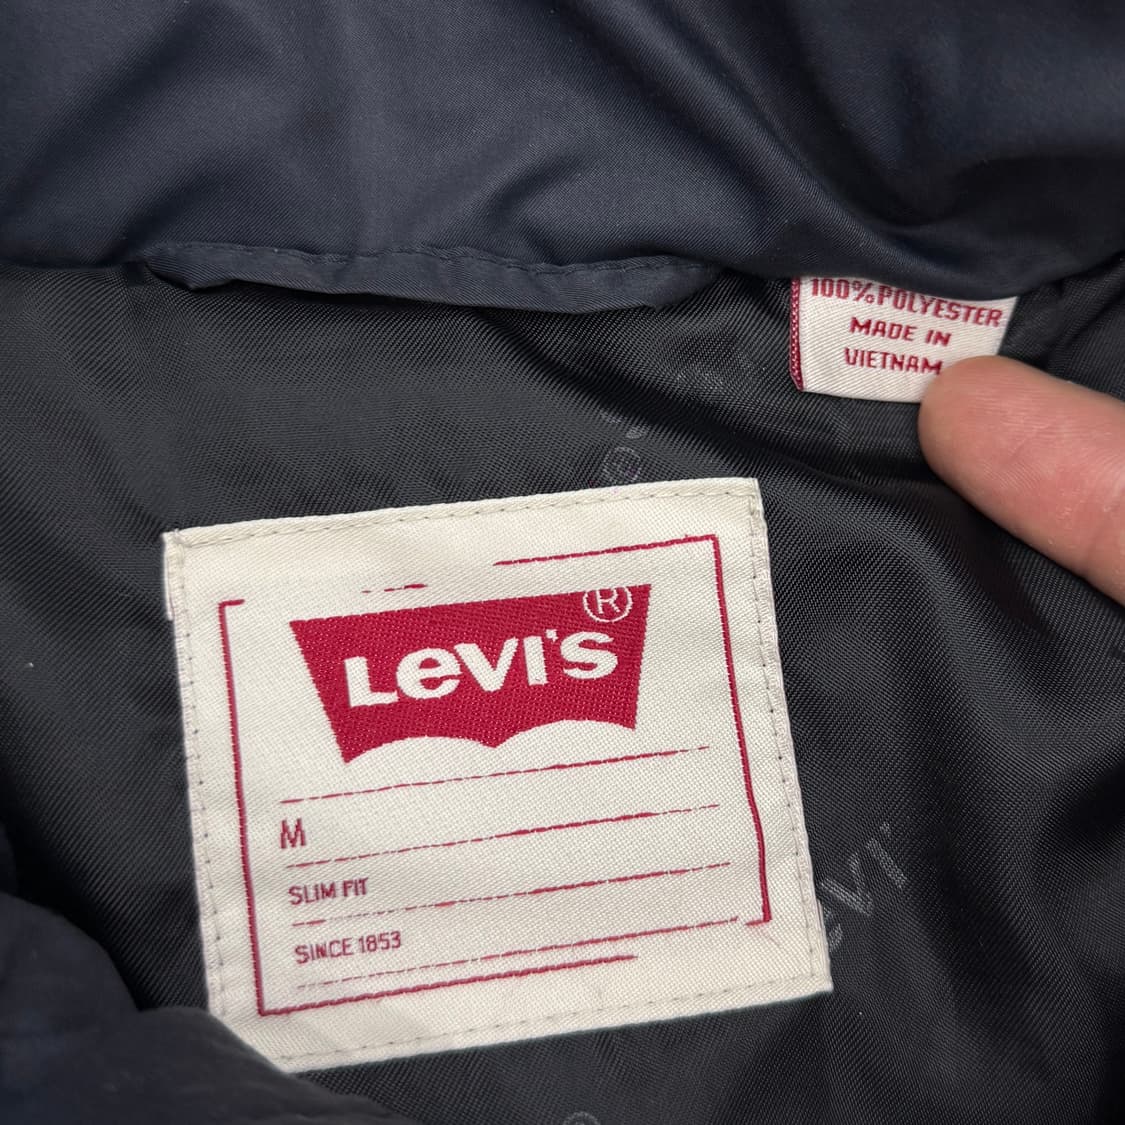 100% POLYESTER
MADE IN
VIETNAM
LEVI'S®
M
SLIM FIT
SINCE 1853